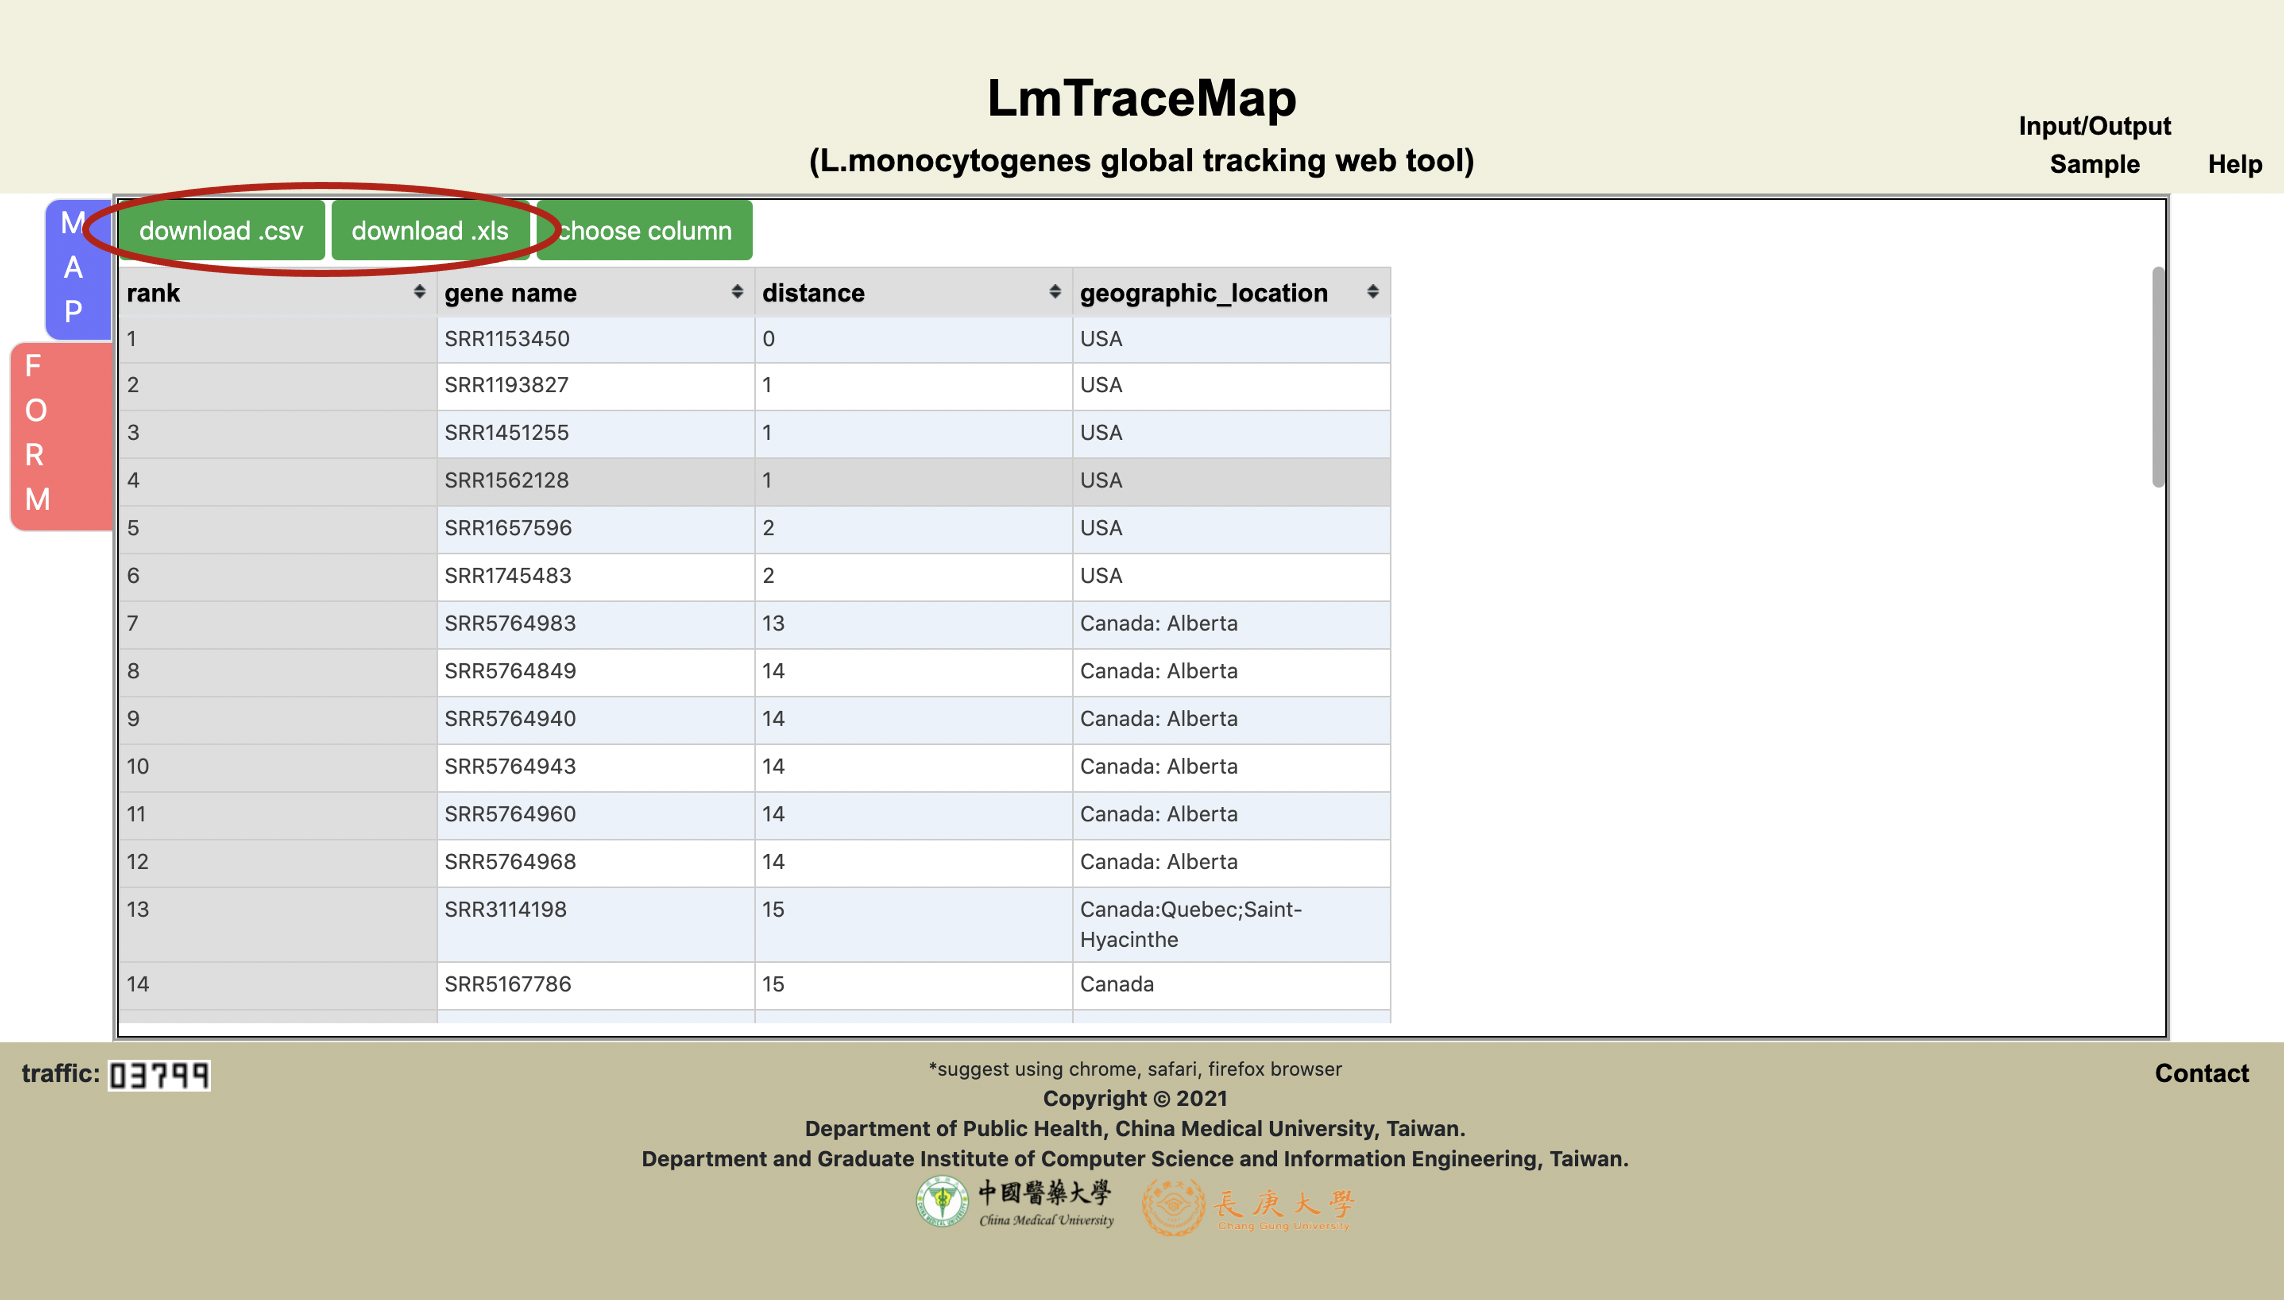 LmTraceMap
(L.monocytogenes global tracking web tool)
Input/Output
Sample
Help
M
A
P
F
O
R
M
download .csv download .xls choose column
rank gene name distance geographic_location
1 SRR1153450 0 USA
2 SRR1193827 1 USA
3 SRR1451255 1 USA
4 SRR1562128 1 USA
5 SRR1657596 2 USA
6 SRR1745483 2 USA
7 SRR5764983 13 Canada: Alberta
8 SRR5764849 14 Canada: Alberta
9 SRR5764940 14 Canada: Alberta
10 SRR5764943 14 Canada: Alberta
11 SRR5764960 14 Canada: Alberta
12 SRR5764968 14 Canada: Alberta
13 SRR3114198 15 Canada:Quebec;Saint-
Hyacinthe
14 SRR5167786 15 Canada
traffic: 03799
*suggest using chrome, safari, firefox browser
Contact
Copyright © 2021
Department of Public Health, China Medical University, Taiwan.
Department and Graduate Institute of Computer Science and Information Engineering, Taiwan.
中國醫藥大學
China Medical University
長庚大學
Chang Gung University